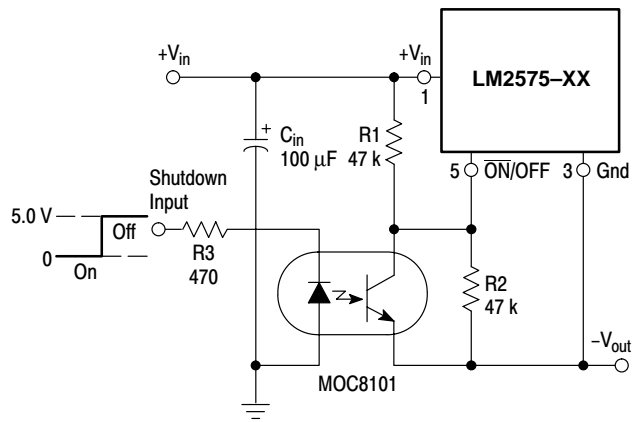 +Vin
+Vin
1
LM2575–XX
Cin
100 µF
+
R1
47 k
5
ON/OFF
3
Gnd
Shutdown
Input
5.0 V
Off
0
On
R3
470
R2
47 k
–Vout
MOC8101